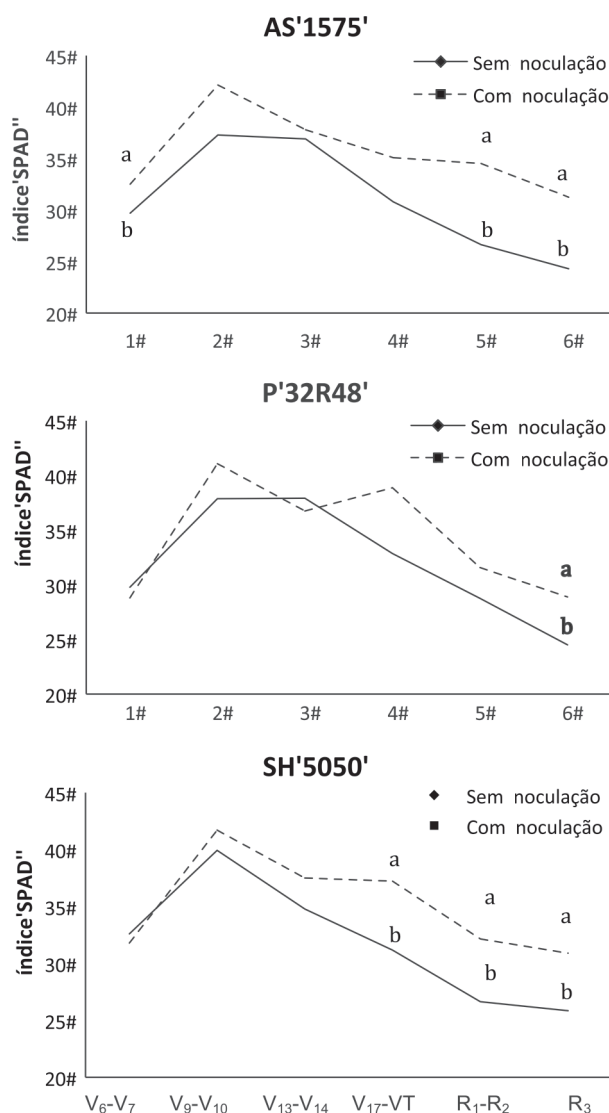 AS'1575'
Sem noculação
Com noculação
índice'SPAD''
45#
40#
35#
30#
25#
20#
a
b
a
b
a
b
1# 2# 3# 4# 5# 6#
P'32R48'
Sem noculação
Com noculação
índice'SPAD''
45#
40#
35#
30#
25#
20#
a
b
1# 2# 3# 4# 5# 6#
SH'5050'
Sem noculação
Com noculação
índice'SPAD''
45#
40#
35#
30#
25#
20#
a
b
a
b
a
b
V₆-V₇ V₉-V₁₀ V₁₃-V₁₄ V₁₇-VT R₁-R₂ R₃